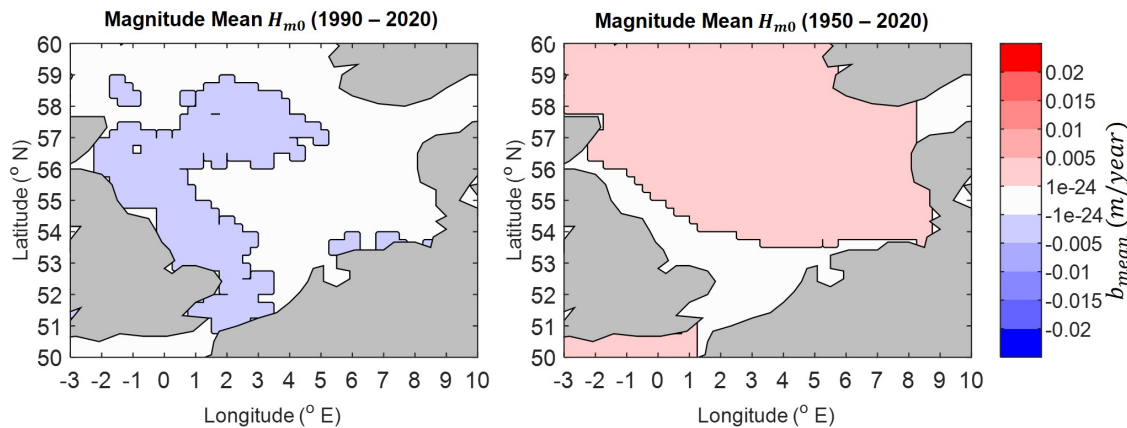 Magnitude Mean H_m0 (1990 – 2020)
60
59
58
57
56
55
54
53
52
51
50
Latitude (° N)
-3 -2 -1 0 1 2 3 4 5 6 7 8 9 10
Longitude (° E)
Magnitude Mean H_m0 (1950 – 2020)
60
59
58
57
56
55
54
53
52
51
50
Latitude (° N)
-3 -2 -1 0 1 2 3 4 5 6 7 8 9 10
Longitude (° E)
0.02
0.015
0.01
0.005
1e-24
-1e-24
-0.005
-0.01
-0.015
-0.02
b_mean (m/year)